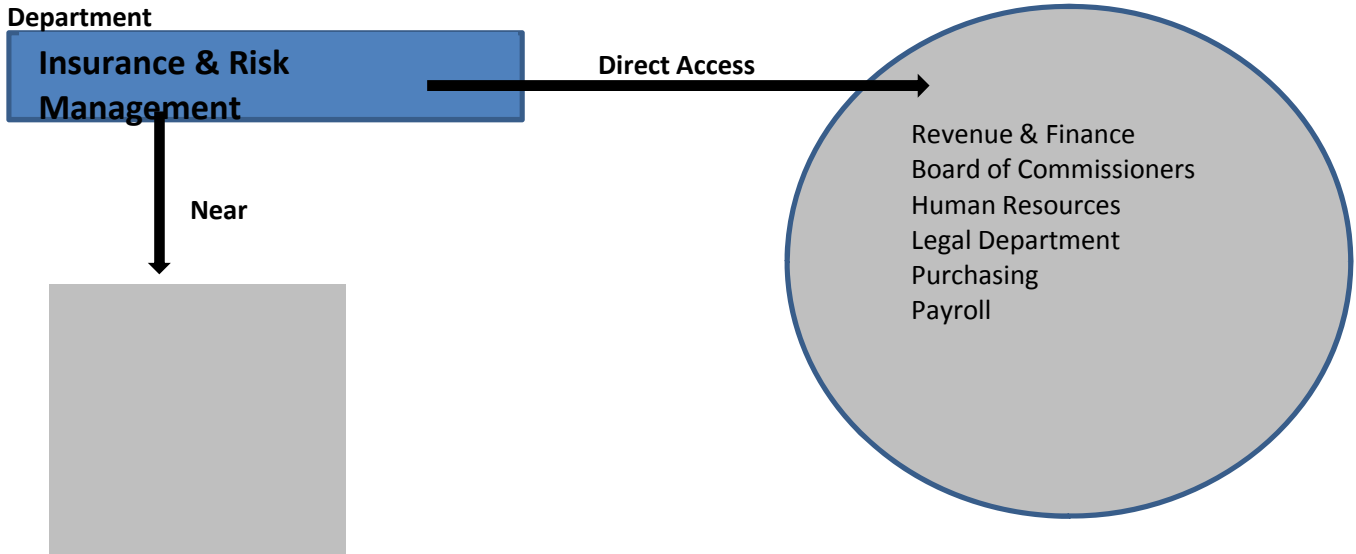 Department
Insurance & Risk
Management
Direct Access
Near
Revenue & Finance
Board of Commissioners
Human Resources
Legal Department
Purchasing
Payroll